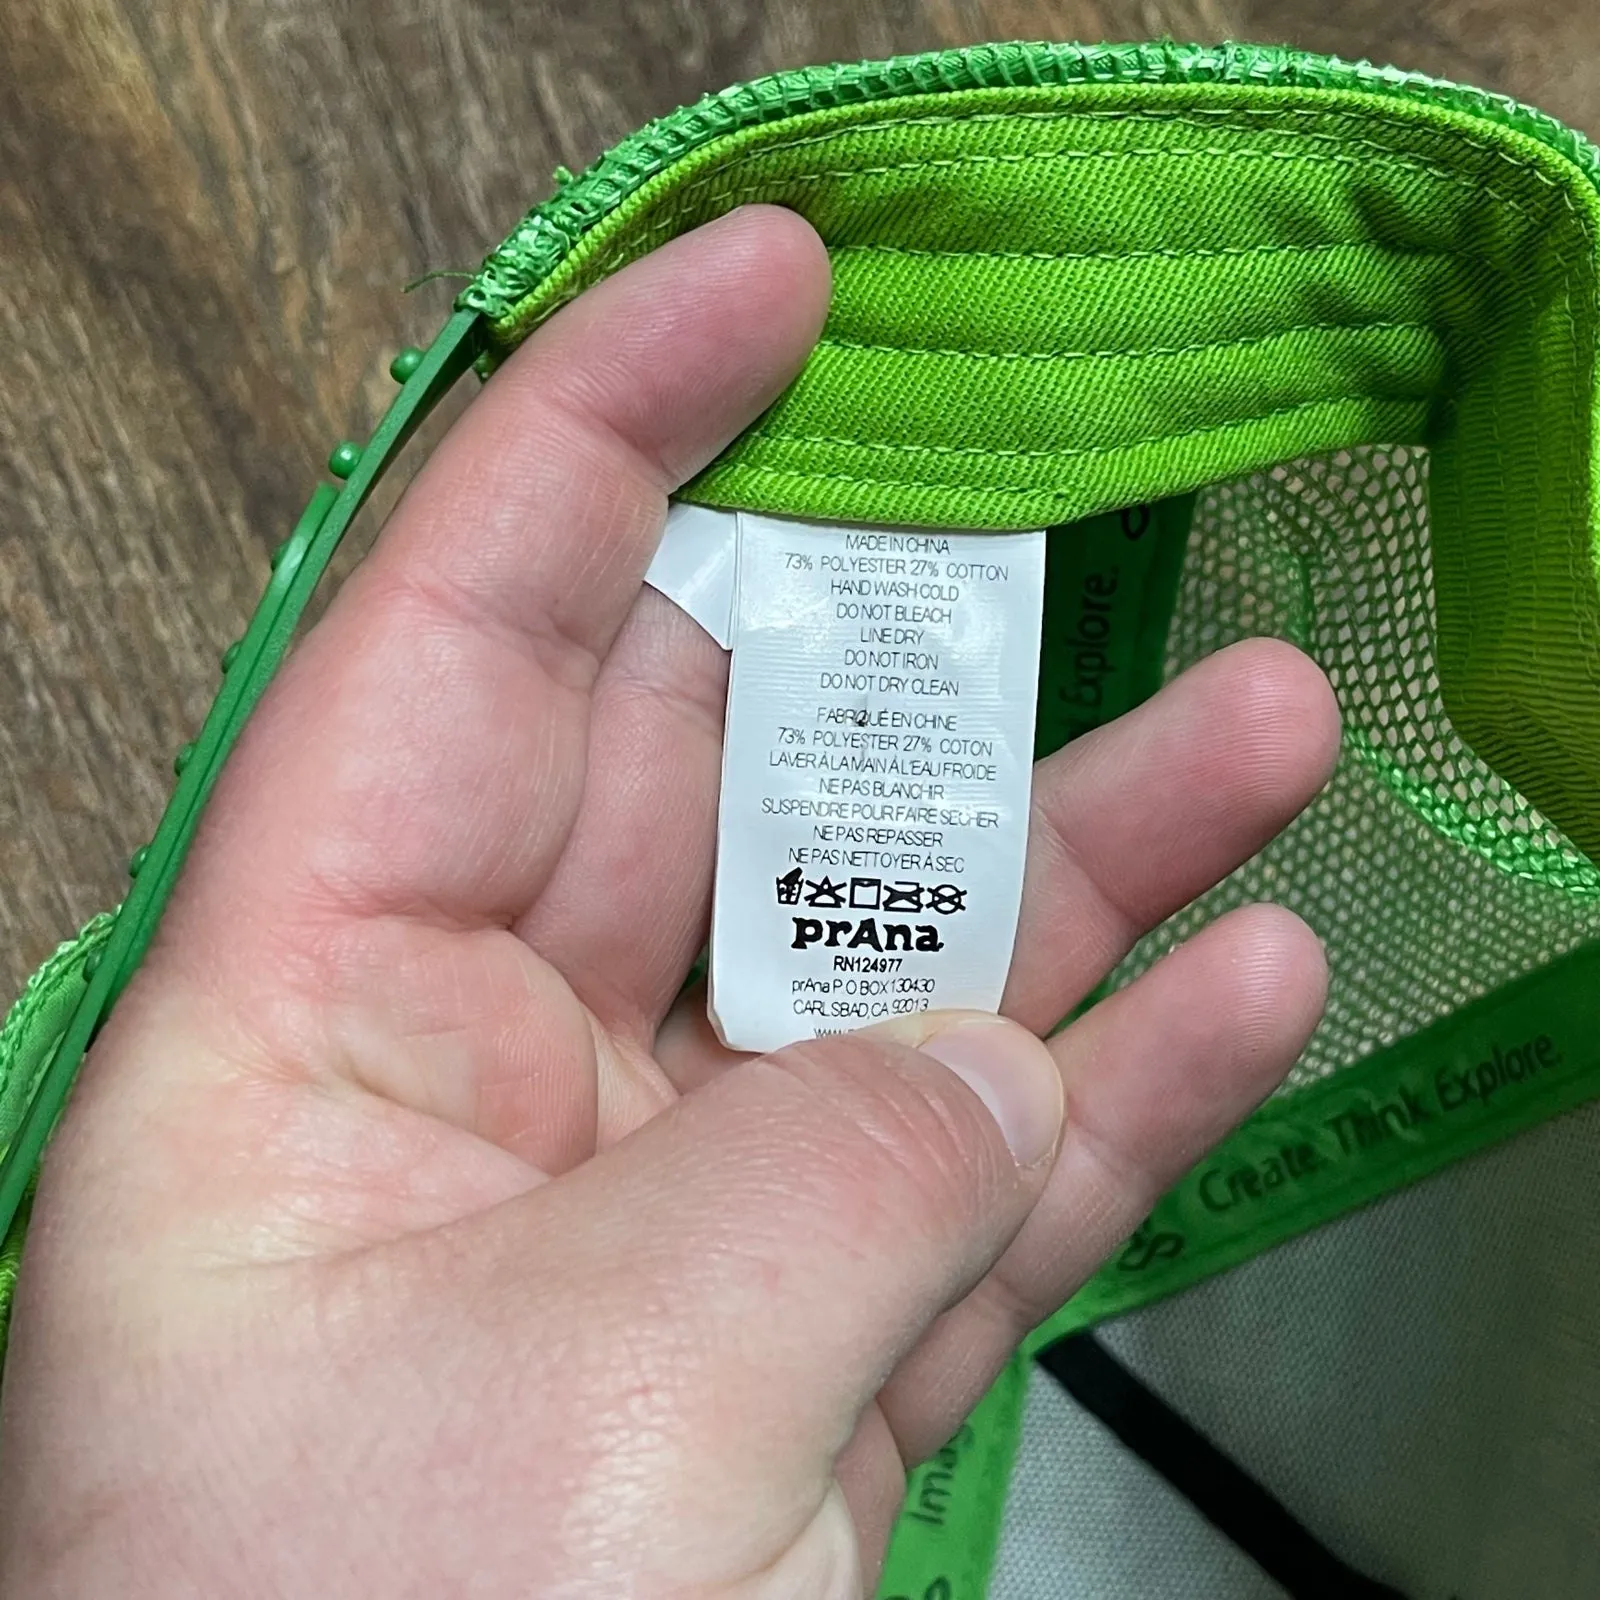 MADE IN CHINA
73% POLYESTER 27% COTTON
HAND WASH COLD
DO NOT BLEACH
LINE DRY
DO NOT IRON
DO NOT DRY CLEAN
FABRIQUÉ EN CHINE
73% POLYESTER 27% COTON
LAVER À LA MAIN À L'EAU FROIDE
NE PAS BLANCHIR
SUSPENDRE POUR FAIRE SECHER
NE PAS REPASSER
NE PAS NETTOYER À SEC
prAna
RN124977
prAna P O BOX 130430
CARLSBAD, CA 92013
Explore.
Create. Think Explore.